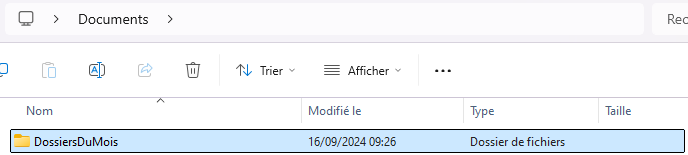 Documents
Rec
Trier
Afficher
Nom Modifié le Type Taille
DossiersDuMois 16/09/2024 09:26 Dossier de fichiers